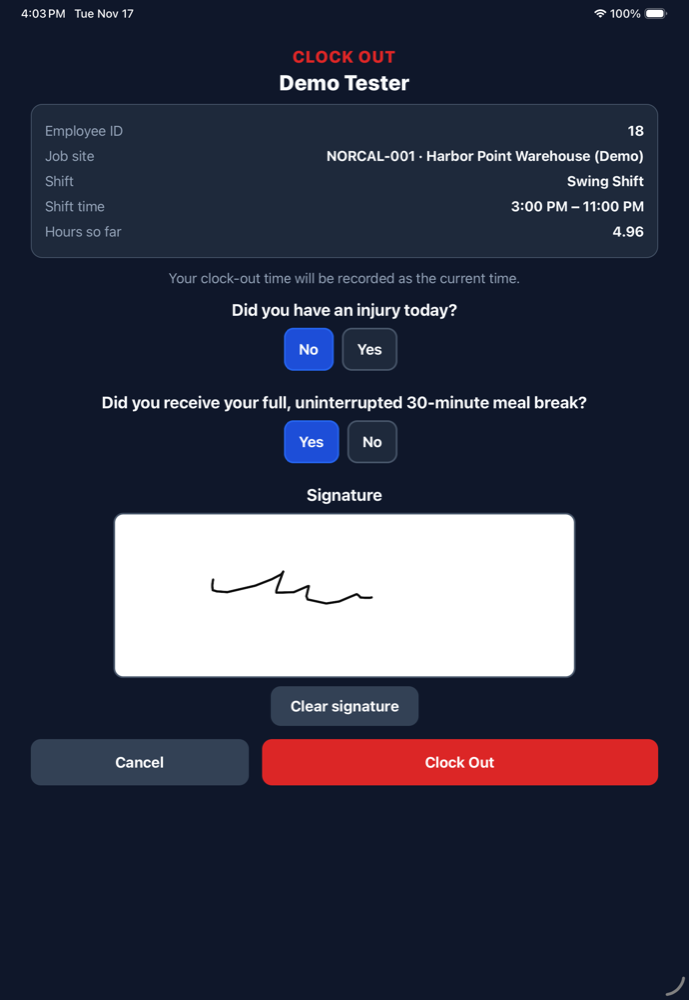 4:03 PM Tue Nov 17 100%
CLOCK OUT
Demo Tester
Employee ID 18
Job site NORCAL-001 · Harbor Point Warehouse (Demo)
Shift Swing Shift
Shift time 3:00 PM – 11:00 PM
Hours so far 4.96
Your clock-out time will be recorded as the current time.
Did you have an injury today?
No Yes
Did you receive your full, uninterrupted 30-minute meal break?
Yes No
Signature
Clear signature
Cancel Clock Out